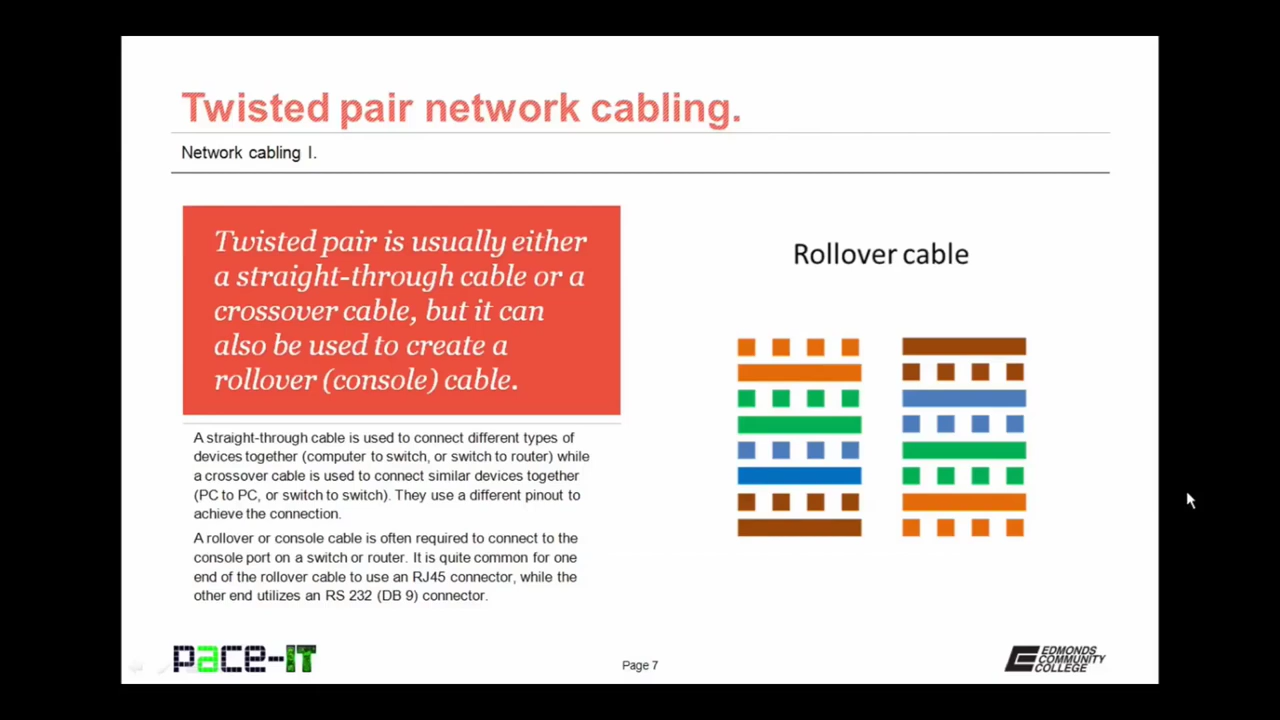 Twisted pair network cabling.
Network cabling I.
Twisted pair is usually either
a straight-through cable or a
crossover cable, but it can
also be used to create a
rollover (console) cable.
A straight-through cable is used to connect different types of
devices together (computer to switch, or switch to router) while
a crossover cable is used to connect similar devices together
(PC to PC, or switch to switch). They use a different pinout to
achieve the connection.
A rollover or console cable is often required to connect to the
console port on a switch or router. It is quite common for one
end of the rollover cable to use an RJ45 connector, while the
other end utilizes an RS 232 (DB 9) connector.
Rollover cable
pace-IT
Page 7
EDMONDS
COMMUNITY
COLLEGE